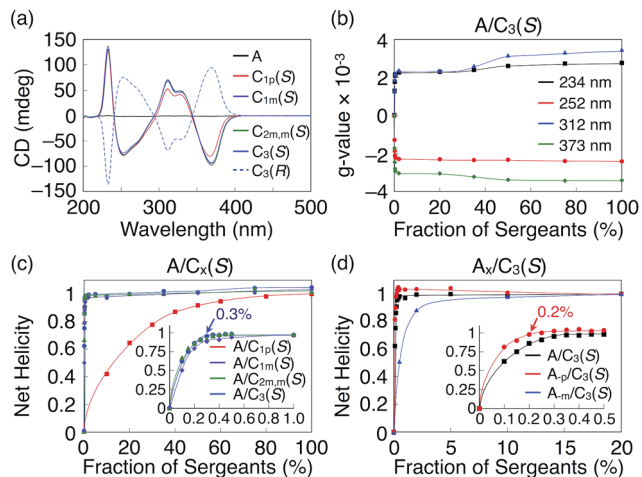 (a)
150
100
50
0
−50
−100
−150
CD (mdeg)
200 300 400 500
Wavelength (nm)
A
C1p(S)
C1m(S)
C2m,m(S)
C3(S)
C3(R)
(b) A/C3(S)
4
2
0
−2
−4
g-value × 10⁻³
234 nm
252 nm
312 nm
373 nm
0 20 40 60 80 100
Fraction of Sergeants (%)
(c) A/Cx(S)
1
0.8
0.6
0.4
0.2
0
Net Helicity
0.3%
1
0.75
0.5
0.25
0
A/C1p(S)
A/C1m(S)
A/C2m,m(S)
A/C3(S)
0 0.2 0.4 0.6 0.8 1.0
0 20 40 60 80 100
Fraction of Sergeants (%)
(d) Ax/C3(S)
1
0.8
0.6
0.4
0.2
0
Net Helicity
0.2%
1
0.75
0.5
0.25
0
A/C3(S)
A-p/C3(S)
A-m/C3(S)
0 0.1 0.2 0.3 0.4 0.5
0 5 10 15 20
Fraction of Sergeants (%)